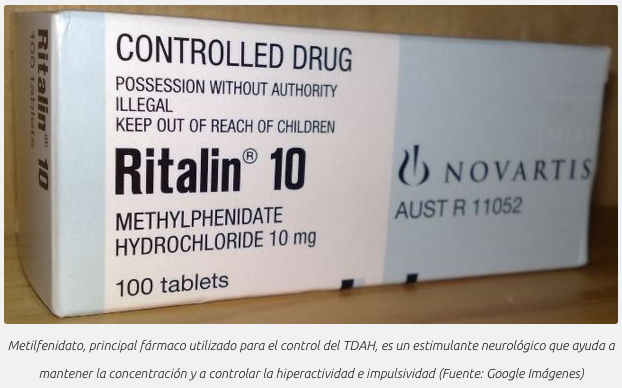 Ritalin® 10
100 tablets
CONTROLLED DRUG
POSSESSION WITHOUT AUTHORITY
ILLEGAL
KEEP OUT OF REACH OF CHILDREN
Ritalin® 10
METHYLPHENIDATE
HYDROCHLORIDE 10 mg
100 tablets
NOVARTIS
AUST R 11052
Metilfenidato, principal fármaco utilizado para el control del TDAH, es un estimulante neurológico que ayuda a
mantener la concentración y a controlar la hiperactividad e impulsividad (Fuente: Google Imágenes)